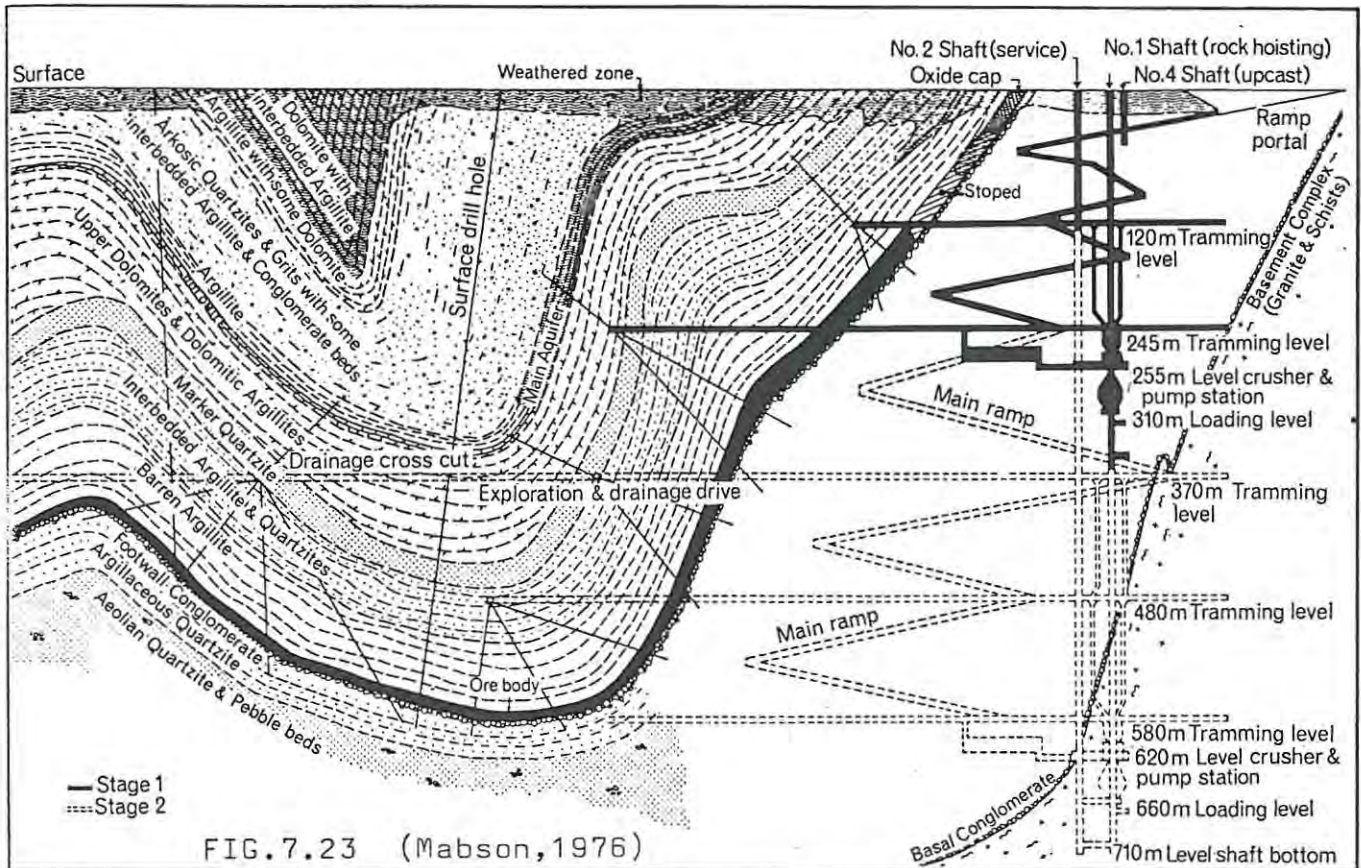 No.2 Shaft(service)
No.1 Shaft (rock hoisting)
Surface
Weathered zone
Oxide cap
No.4 Shaft(upcast)
Ramp
portal
Dolomite with
Interbedded Argillite
Argillite with some Dolomite
Arkosic Quartzites & Grits with some
Interbedded Argillite & Conglomerate beds
Surface drill hole
Main Aquifer
Stoped
Basement Complex
(Granite & Schists)
120m Tramming
level
245m Tramming level
255m Level crusher &
pump station
310m Loading level
Main ramp
Argillite
Upper Dolomites & Dolomitic Argillites
Marker Quartzite
Interbedded Argillite & Quartzites
Barren Argillite
Drainage cross cut
Exploration & drainage drive
370m Tramming
level
Footwall Conglomerate
Argillaceous Quartzite
Aeolian Quartzite & Pebble beds
Main ramp
480m Tramming level
Ore body
580m Tramming level
620m Level crusher &
pump station
660m Loading level
710m Level shaft bottom
Basal Conglomerate
Stage 1
Stage 2
FIG.7.23 (Mabson,1976)